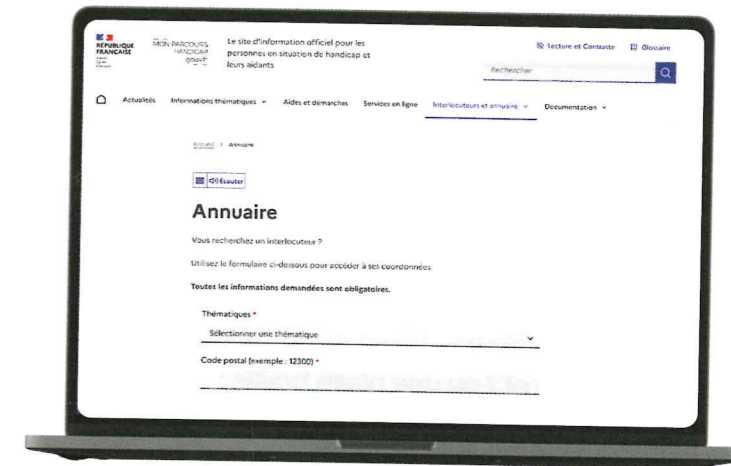 RÉPUBLIQUE
FRANÇAISE
MON PARCOURS
HANDICAP
gouv.fr
Le site d'information officiel pour les
personnes en situation de handicap et
leurs aidants
Lecture et Contraste
Glossaire
Rechercher
Actualités
Informations thématiques
Aides et démarches
Services en ligne
Interlocuteurs et annuaire
Documentation
Accueil > Annuaire
Écouter
Annuaire
Vous recherchez un interlocuteur ?
Utilisez le formulaire ci-dessous pour accéder à ses coordonnées.
Toutes les informations demandées sont obligatoires.
Thématiques *
Sélectionner une thématique
Code postal (exemple : 12300) *